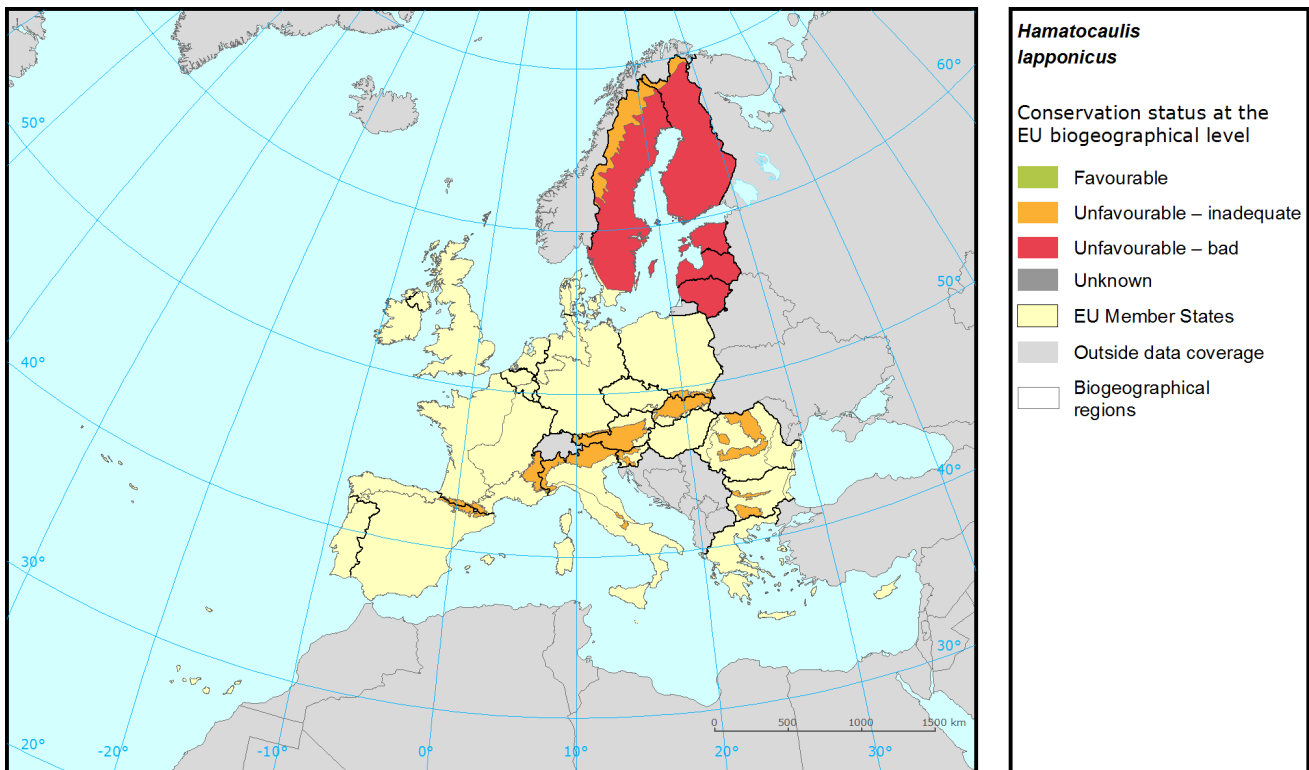 Hamatocaulis
lapponicus
Conservation status at the
EU biogeographical level
Favourable
Unfavourable – inadequate
Unfavourable – bad
Unknown
EU Member States
Outside data coverage
Biogeographical
regions
60°
50°
50°
40°
40°
30°
30°
20°
-20°
-10°
0°
10°
20°
30°
0 500 1000 1500 km